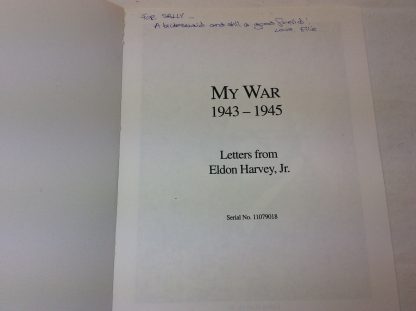 FOR SALLY -
A bridesmaid and still a good friend!
Love Ellie
MY WAR
1943 – 1945
Letters from
Eldon Harvey, Jr.
Serial No. 11079018